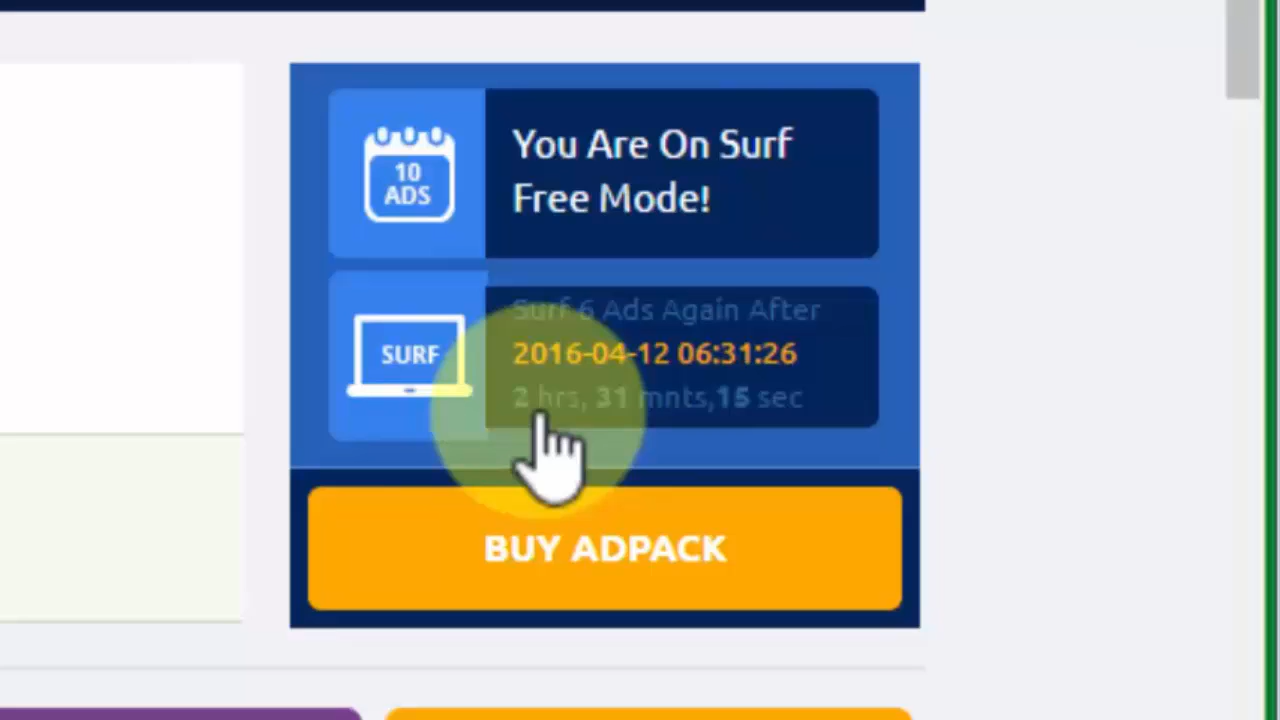 10
ADS
You Are On Surf
Free Mode!
SURF
Surf 6 Ads Again After
2016-04-12 06:31:26
2 hrs, 31 mnts,15 sec
BUY ADPACK